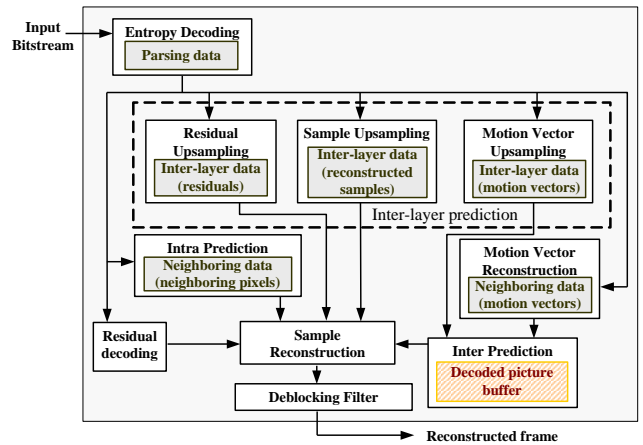 Input
Bitstream
Entropy Decoding
Parsing data
Residual
Upsampling
Inter-layer data
(residuals)
Sample Upsampling
Inter-layer data
(reconstructed
samples)
Motion Vector
Upsampling
Inter-layer data
(motion vectors)
Inter-layer prediction
Intra Prediction
Neighboring data
(neighboring pixels)
Motion Vector
Reconstruction
Neighboring data
(motion vectors)
Residual
decoding
Sample
Reconstruction
Inter Prediction
Decoded picture
buffer
Deblocking Filter
Reconstructed frame